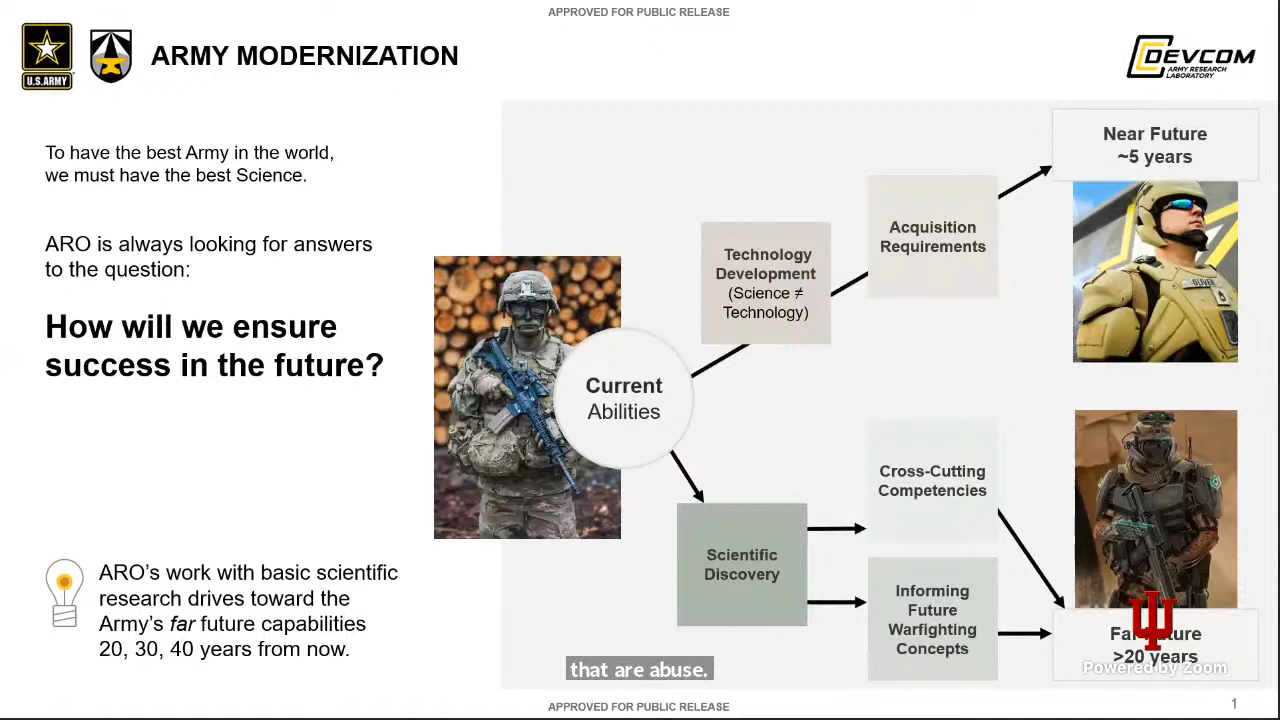 APPROVED FOR PUBLIC RELEASE
U.S.ARMY
ARMY MODERNIZATION
DEVCOM
ARMY RESEARCH
LABORATORY
To have the best Army in the world,
we must have the best Science.
ARO is always looking for answers
to the question:
How will we ensure
success in the future?
ARO's work with basic scientific
research drives toward the
Army's far future capabilities
20, 30, 40 years from now.
Current
Abilities
Technology
Development
(Science ≠
Technology)
Acquisition
Requirements
Near Future
~5 years
OLIVER
Scientific
Discovery
Cross-Cutting
Competencies
Informing
Future
Warfighting
Concepts
Far Future
>20 years
Powered by Zoom
that are abuse.
APPROVED FOR PUBLIC RELEASE
1